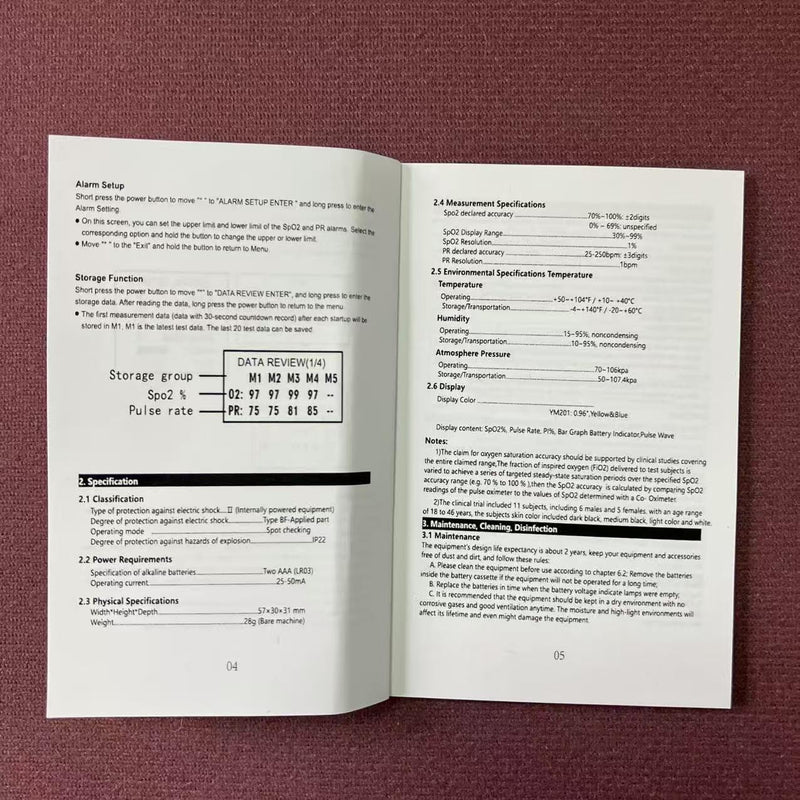 Alarm Setup
Short press the power button to move "*" to "ALARM SETUP ENTER " and long press to enter the
Alarm Setting.
● On this screen, you can set the upper limit and lower limit of the SpO2 and PR alarms. Select the
corresponding option and hold the button to change the upper or lower limit.
● Move "*" to the "Exit" and hold the button to return to Menu.
Storage Function
Short press the power button to move "*" to "DATA REVIEW ENTER", and long press to enter the
storage data. After reading the data, long press the power button to return to the menu.
● The first measurement data (data with 30-second countdown record) after each startup will be
stored in M1, M1 is the latest test data. The last 20 test data can be saved.
DATA REVIEW(1/4)
Storage group M1 M2 M3 M4 M5
Spo2 % O2: 97 97 99 97 --
Pulse rate PR: 75 75 81 85 --
2. Specification
2.1 Classification
Type of protection against electric shock....II (Internally powered equipment)
Degree of protection against electric shock............Type BF-Applied part
Operating mode ............Spot checking
Degree of protection against hazards of explosion............IP22
2.2 Power Requirements
Specification of alkaline batteries............Two AAA (LR03)
Operating current............25-50mA
2.3 Physical Specifications
Width*Height*Depth............57×30×31 mm
Weight............28g (Bare machine)
04
2.4 Measurement Specifications
Spo2 declared accuracy ............70%~100%: ±2digits
0% ~ 69%: unspecified
SpO2 Display Range............30%~99%
SpO2 Resolution............1%
PR declared accuracy ............25-250bpm: ±3digits
PR Resolution............1bpm
2.5 Environmental Specifications Temperature
Temperature
Operating............+50~+104°F / +10~ +40°C
Storage/Transportation............-4~+140°F / -20~+60°C
Humidity
Operating............15~95%, noncondensing
Storage/Transportation............10~95%, noncondensing
Atmosphere Pressure
Operating............70~106kpa
Storage/Transportation............50~107.4kpa
2.6 Display
Display Color ............
YM201: 0.96",Yellow&Blue
Display content: SpO2%, Pulse Rate, PI%, Bar Graph Battery Indicator,Pulse Wave
Notes:
1)The claim for oxygen saturation accuracy should be supported by clinical studies covering
the entire claimed range,The fraction of inspired oxygen (FiO2) delivered to test subjects is
varied to achieve a series of targeted steady-state saturation periods over the specified SpO2
accuracy range (e.g. 70 % to 100 % ),then the SpO2 accuracy is calculated by comparing SpO2
readings of the pulse oximeter to the values of SpO2 determined with a Co- Oximeter.
2)The clinical trial included 11 subjects, including 6 males and 5 females, with an age range
of 18 to 46 years, the subjects skin color included dark black, medium black, light color and white.
3. Maintenance, Cleaning, Disinfection
3.1 Maintenance
The equipment's design life expectancy is about 2 years, keep your equipment and accessories
free of dust and dirt, and follow these rules:
A. Please clean the equipment before use according to chapter 6.2; Remove the batteries
inside the battery cassette if the equipment will not be operated for a long time;
B. Replace the batteries in time when the battery voltage indicate lamps were empty;
C. It is recommended that the equipment should be kept in a dry environment with no
corrosive gases and good ventilation anytime. The moisture and high-light environments will
affect its lifetime and even might damage the equipment.
05